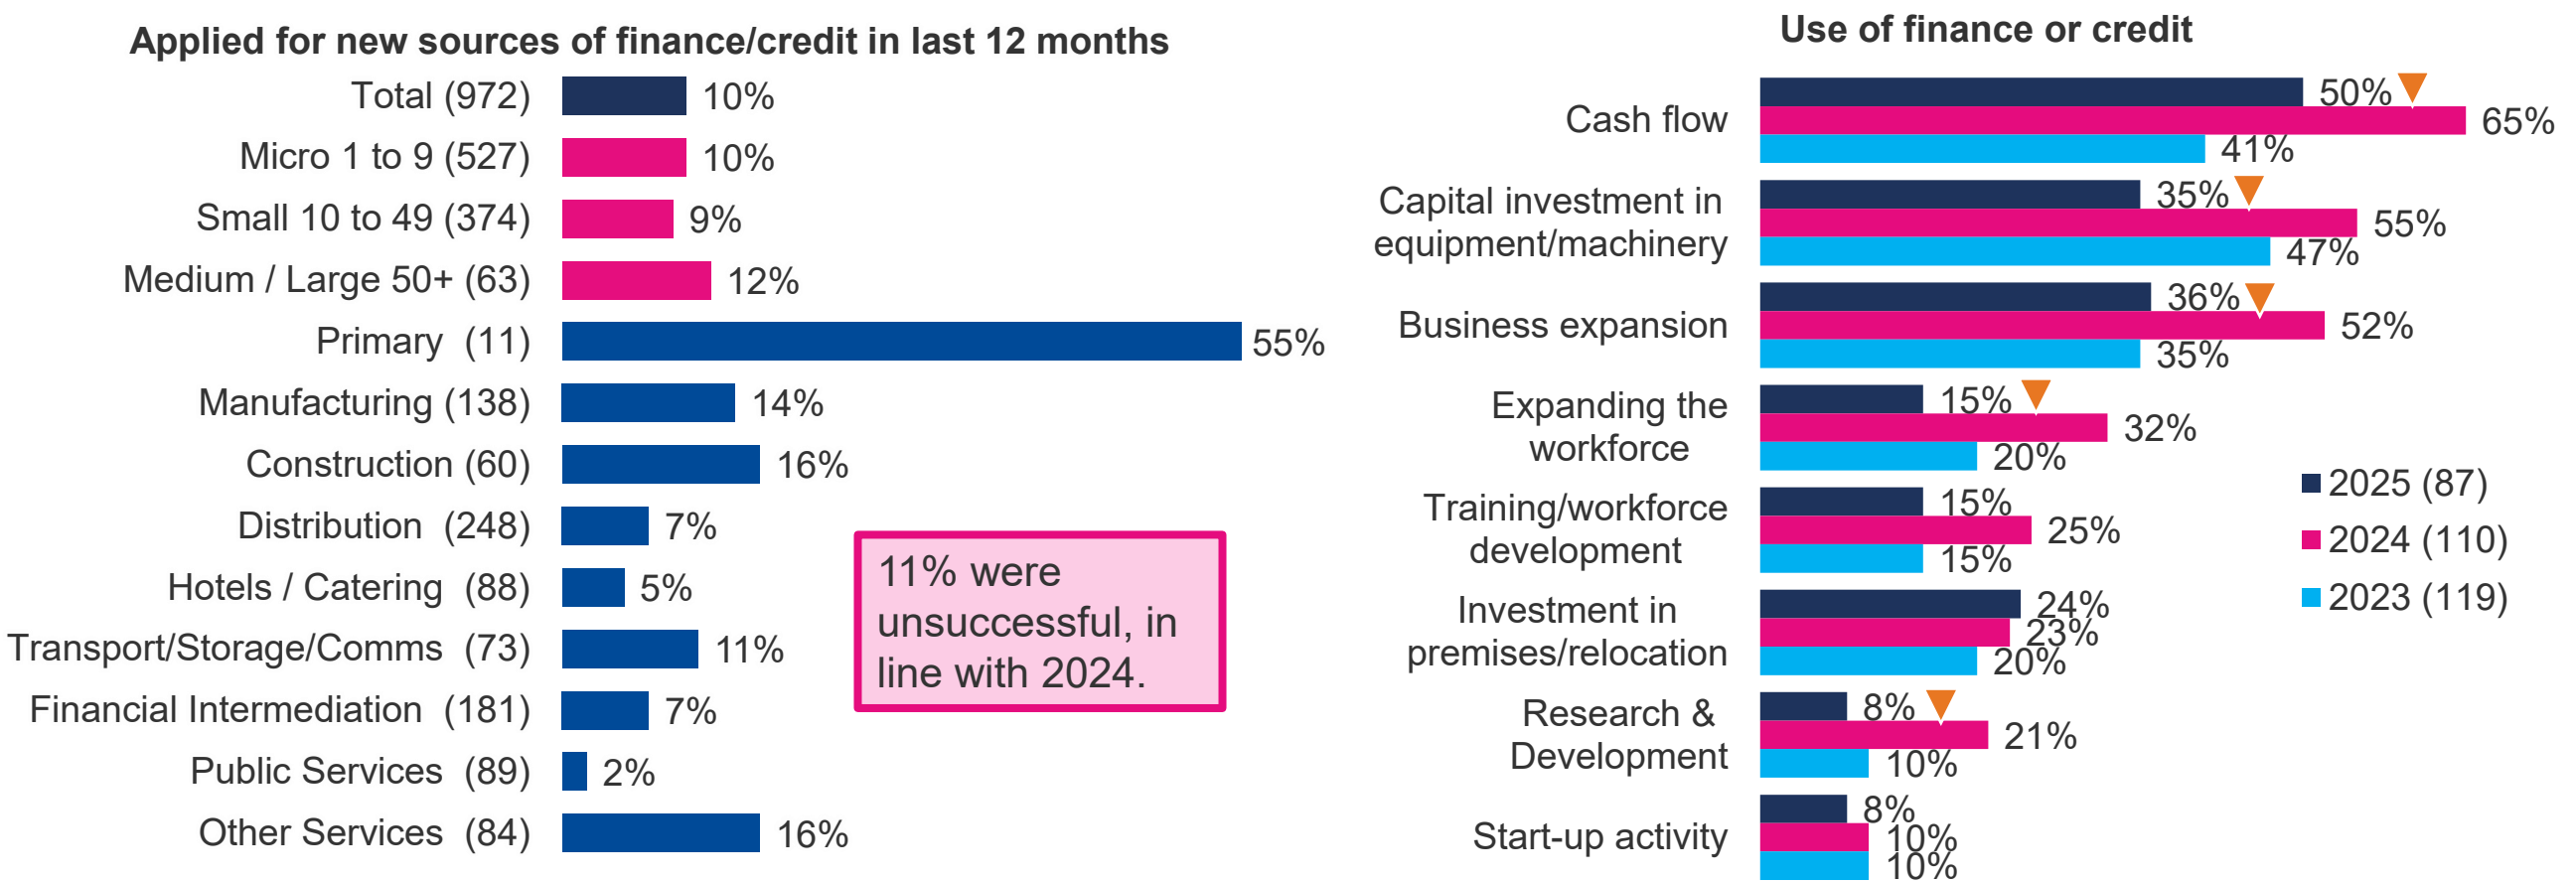 Applied for new sources of finance/credit in last 12 months
Total (972) 10%
Micro 1 to 9 (527) 10%
Small 10 to 49 (374) 9%
Medium / Large 50+ (63) 12%
Primary (11) 55%
Manufacturing (138) 14%
Construction (60) 16%
Distribution (248) 7%
Hotels / Catering (88) 5%
Transport/Storage/Comms (73) 11%
Financial Intermediation (181) 7%
Public Services (89) 2%
Other Services (84) 16%
11% were
unsuccessful, in
line with 2024.
Use of finance or credit
Cash flow
50%
65%
41%
Capital investment in
equipment/machinery
35%
55%
47%
Business expansion
36%
52%
35%
Expanding the
workforce
15%
32%
20%
Training/workforce
development
15%
25%
15%
Investment in
premises/relocation
24%
23%
20%
Research &
Development
8%
21%
10%
Start-up activity
8%
10%
10%
2025 (87)
2024 (110)
2023 (119)